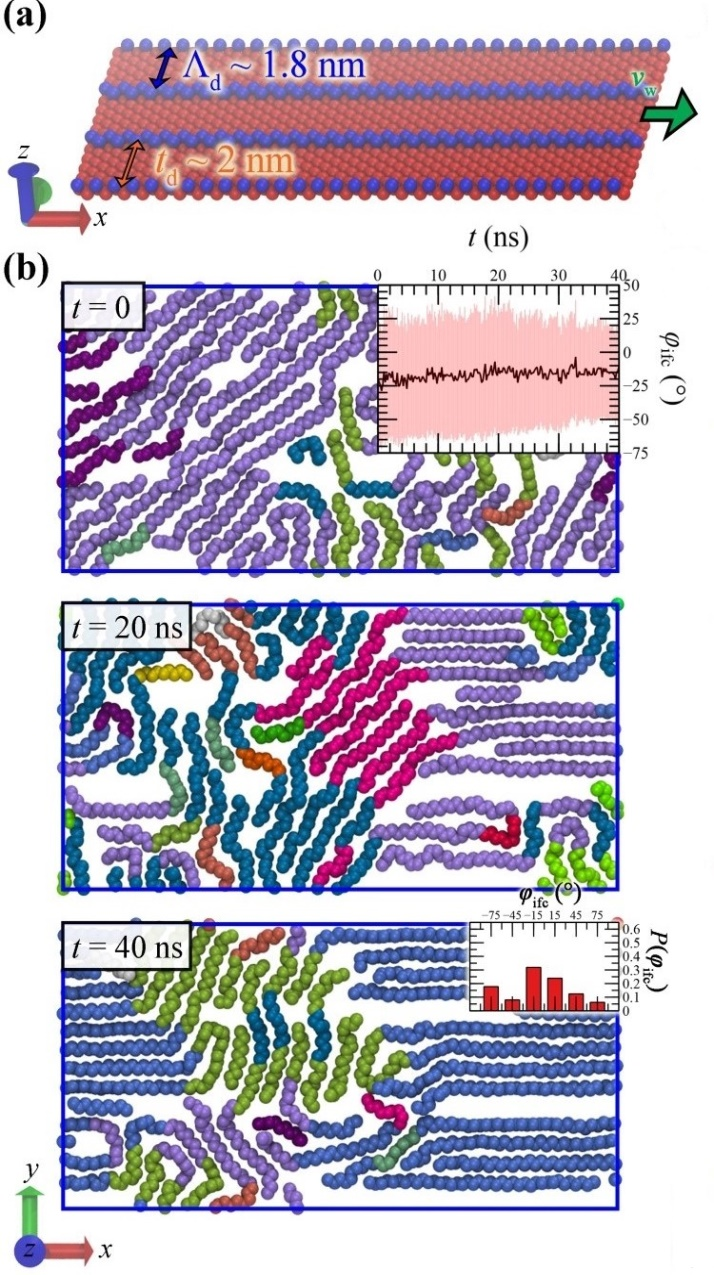 (a)
Λd ~ 1.8 nm
vw
td ~ 2 nm
z
x
t (ns)
(b)
0 10 20 30 40
t = 0
50
25
0
−25
−50
−75
φifc (°)
t = 20 ns
φifc (°)
−75 −45 −15 15 45 75
t = 40 ns
0.6
0.5
0.4
0.3
0.2
0.1
0
P(φifc)
y
z
x